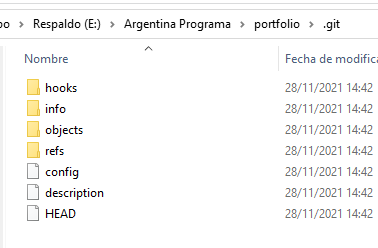 po > Respaldo (E:) > Argentina Programa > portfolio > .git
Nombre Fecha de modifica
hooks 28/11/2021 14:42
info 28/11/2021 14:42
objects 28/11/2021 14:42
refs 28/11/2021 14:42
config 28/11/2021 14:42
description 28/11/2021 14:42
HEAD 28/11/2021 14:42